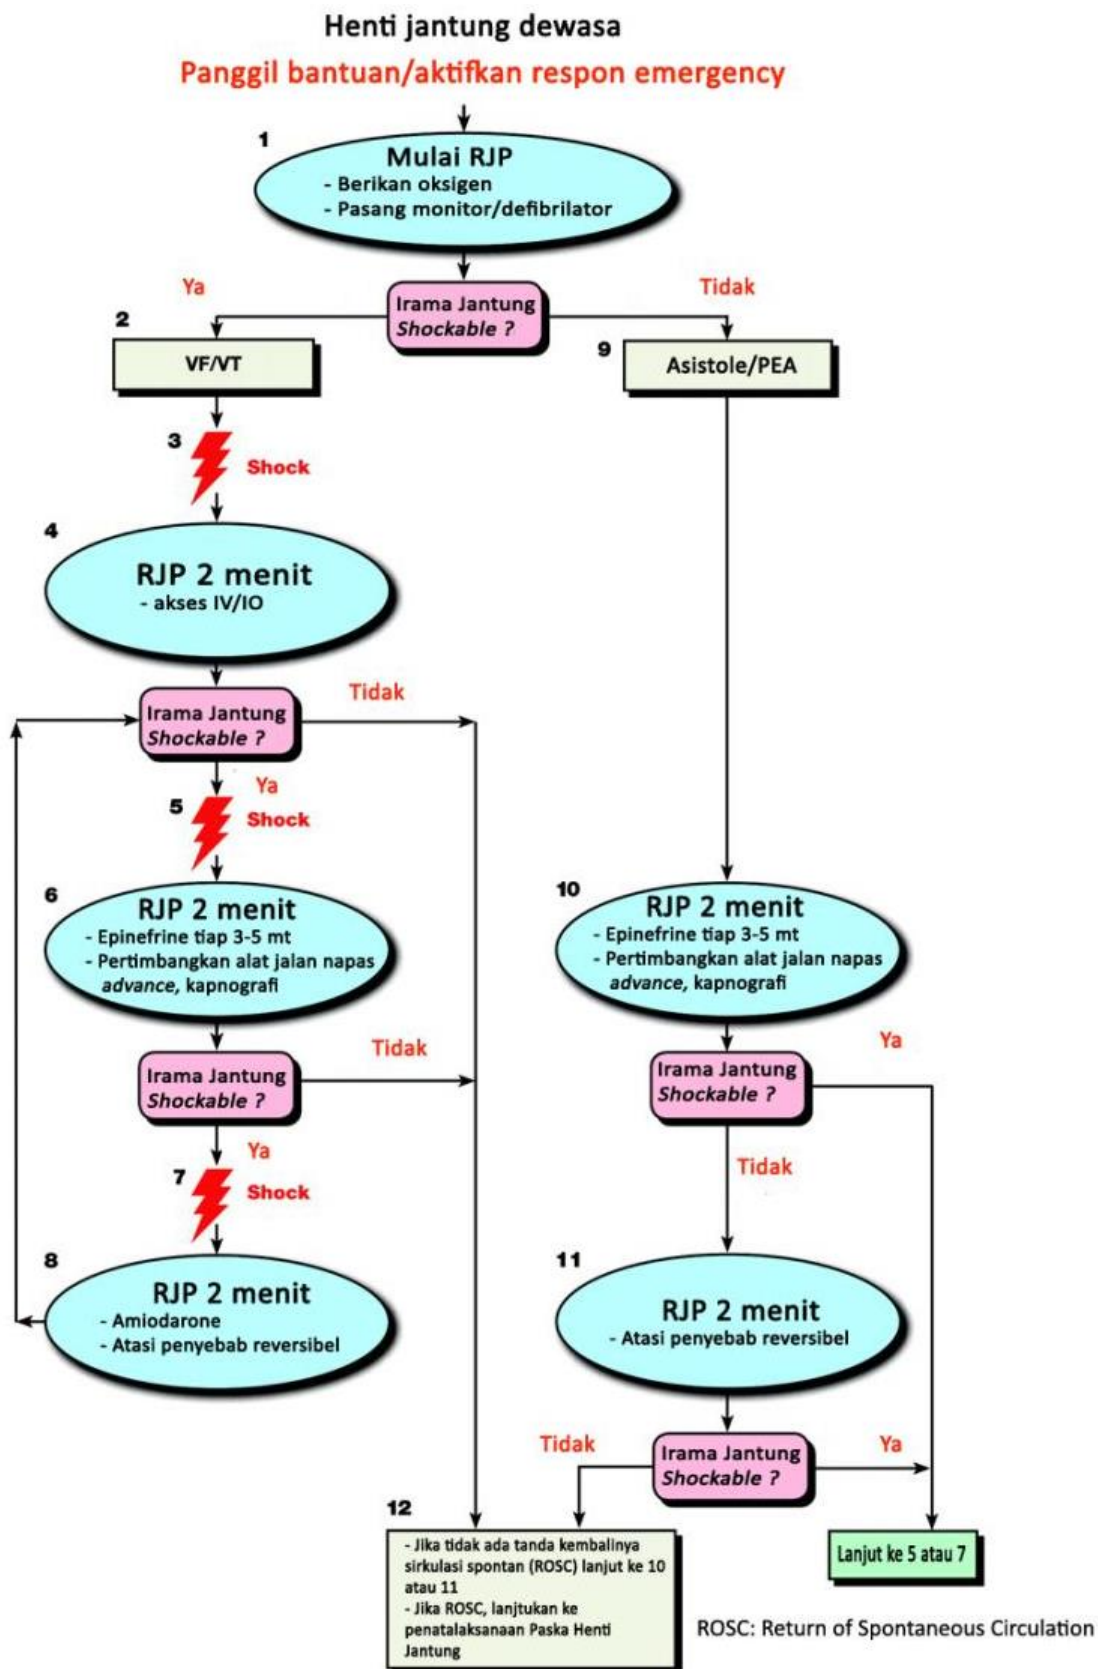 Henti jantung dewasa
Panggil bantuan/aktifkan respon emergency
1
Mulai RJP
- Berikan oksigen
- Pasang monitor/defibrilator
Ya
Irama Jantung
Shockable ?
Tidak
2
VF/VT
9
Asistole/PEA
3
Shock
4
RJP 2 menit
- akses IV/IO
Irama Jantung
Shockable ?
Tidak
Ya
5
Shock
6
RJP 2 menit
- Epinefrine tiap 3-5 mt
- Pertimbangkan alat jalan napas
advance, kapnografi
Irama Jantung
Shockable ?
Tidak
Ya
7
Shock
8
RJP 2 menit
- Amiodarone
- Atasi penyebab reversibel
10
RJP 2 menit
- Epinefrine tiap 3-5 mt
- Pertimbangkan alat jalan napas
advance, kapnografi
Irama Jantung
Shockable ?
Ya
Tidak
11
RJP 2 menit
- Atasi penyebab reversibel
Tidak
Irama Jantung
Shockable ?
Ya
12
- Jika tidak ada tanda kembalinya
sirkulasi spontan (ROSC) lanjut ke 10
atau 11
- Jika ROSC, lanjtukan ke
penatalaksanaan Paska Henti
Jantung
Lanjut ke 5 atau 7
ROSC: Return of Spontaneous Circulation